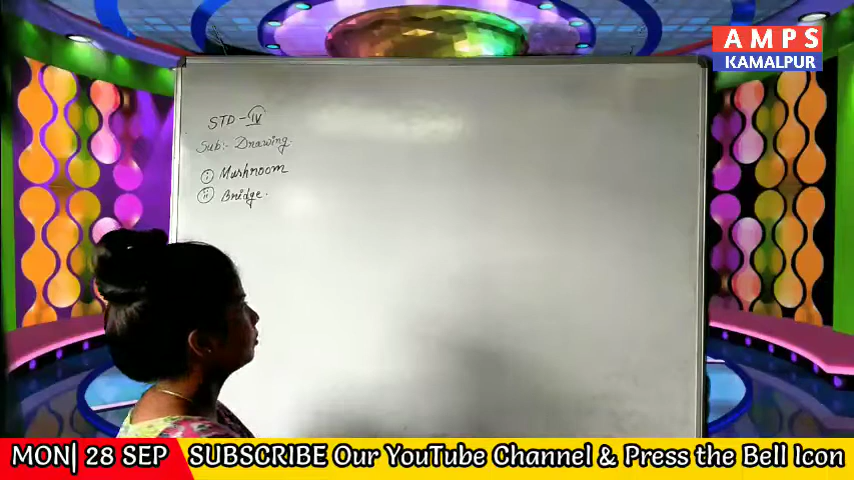 AMPS
KAMALPUR
STD - IV
Sub:- Drawing.
i Mushroom
ii Bridge.
MON| 28 SEP SUBSCRIBE Our YouTube Channel & Press the Bell Icon